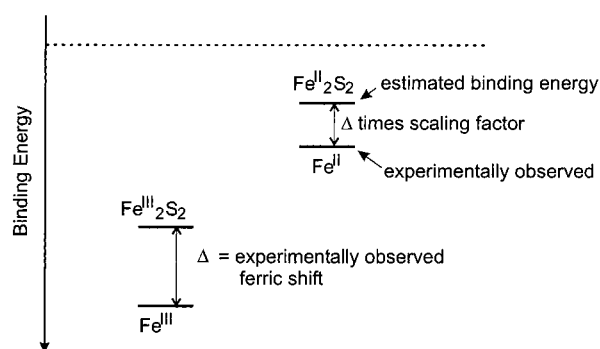 Binding Energy
Fe^II_2S_2
estimated binding energy
Δ times scaling factor
Fe^II
experimentally observed
Fe^III_2S_2
Δ = experimentally observed
ferric shift
Fe^III